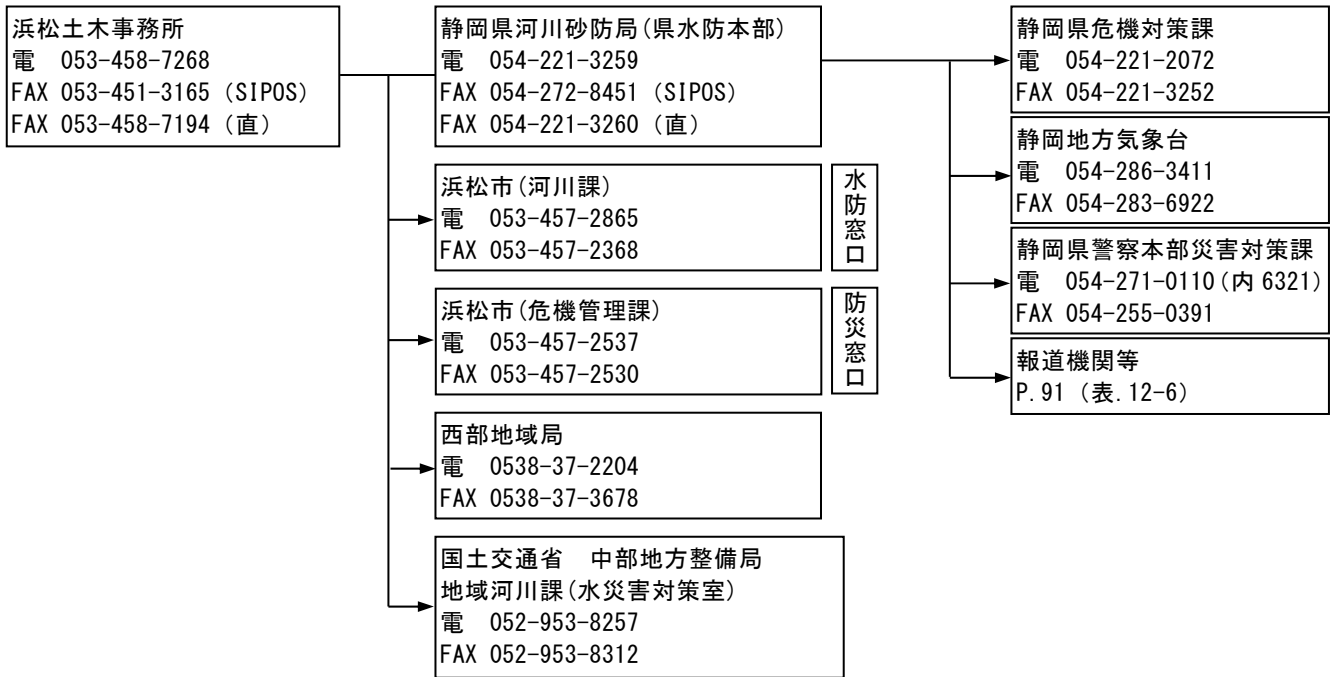 浜松土木事務所
電　053-458-7268
FAX 053-451-3165 (SIPOS)
FAX 053-458-7194（直）
静岡県河川砂防局(県水防本部)
電　054-221-3259
FAX 054-272-8451 (SIPOS)
FAX 054-221-3260（直）
浜松市(河川課)
電　053-457-2865
FAX 053-457-2368
水防窓口
浜松市(危機管理課)
電　053-457-2537
FAX 053-457-2530
防災窓口
西部地域局
電　0538-37-2204
FAX 0538-37-3678
国土交通省　中部地方整備局
地域河川課(水災害対策室)
電　052-953-8257
FAX 052-953-8312
静岡県危機対策課
電　054-221-2072
FAX 054-221-3252
静岡地方気象台
電　054-286-3411
FAX 054-283-6922
静岡県警察本部災害対策課
電　054-271-0110(内 6321)
FAX 054-255-0391
報道機関等
P.91（表.12-6）